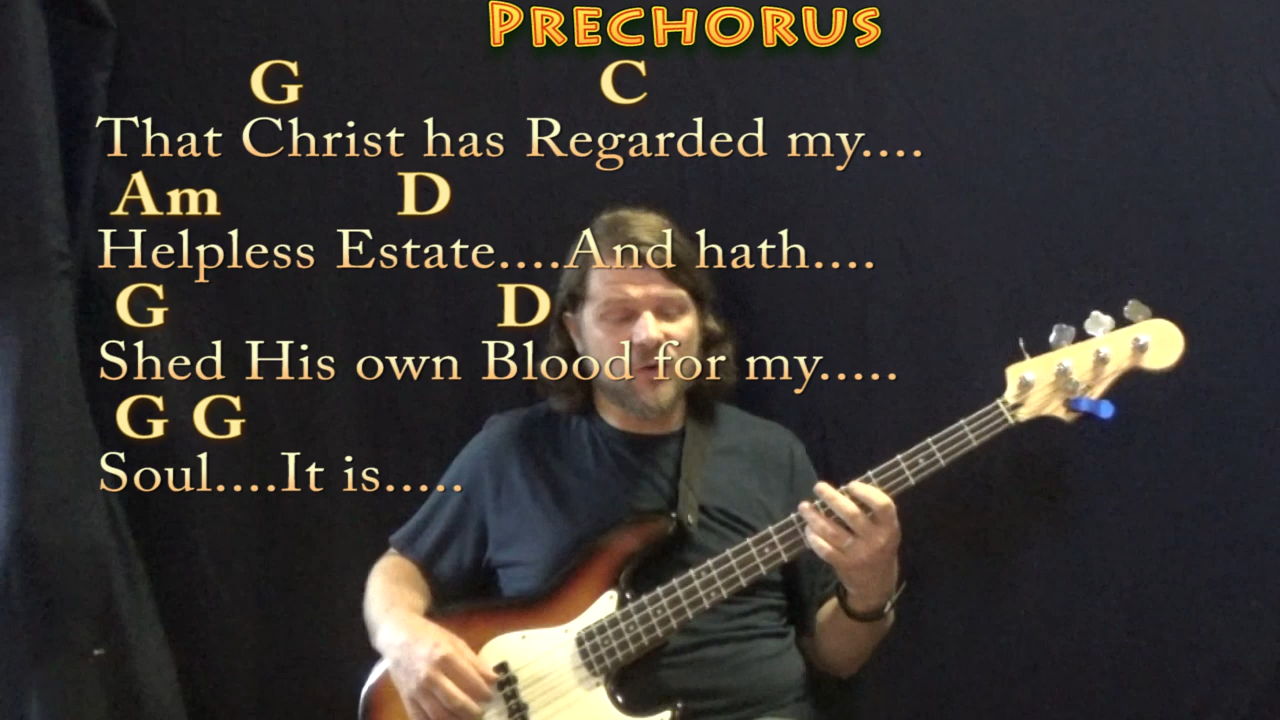 PRECHORUS
G C
That Christ has Regarded my....
Am D
Helpless Estate....And hath....
G D
Shed His own Blood for my.....
G G
Soul....It is.....